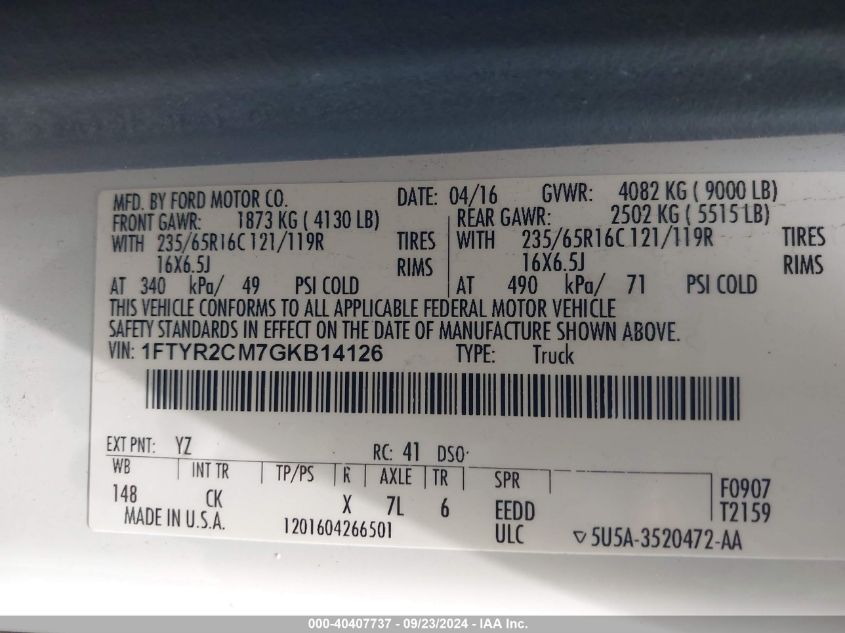 MFD. BY FORD MOTOR CO. DATE: 04/16 GVWR: 4082 KG ( 9000 LB)
FRONT GAWR: 1873 KG ( 4130 LB) REAR GAWR: 2502 KG ( 5515 LB)
WITH 235/65R16C 121/119R TIRES WITH 235/65R16C 121/119R TIRES
16X6.5J RIMS 16X6.5J RIMS
AT 340 kPa/ 49 PSI COLD AT 490 kPa/ 71 PSI COLD
THIS VEHICLE CONFORMS TO ALL APPLICABLE FEDERAL MOTOR VEHICLE
SAFETY STANDARDS IN EFFECT ON THE DATE OF MANUFACTURE SHOWN ABOVE.
VIN: 1FTYR2CM7GKB14126 TYPE: Truck
EXT PNT: YZ RC: 41 DSO:
WB INT TR TP/PS R AXLE TR SPR F0907
148 CK X 7L 6 EEDD T2159
MADE IN U.S.A. 1201604266501 ULC ▽5U5A-3520472-AA
000-40407737 - 09/23/2024 - IAA Inc.